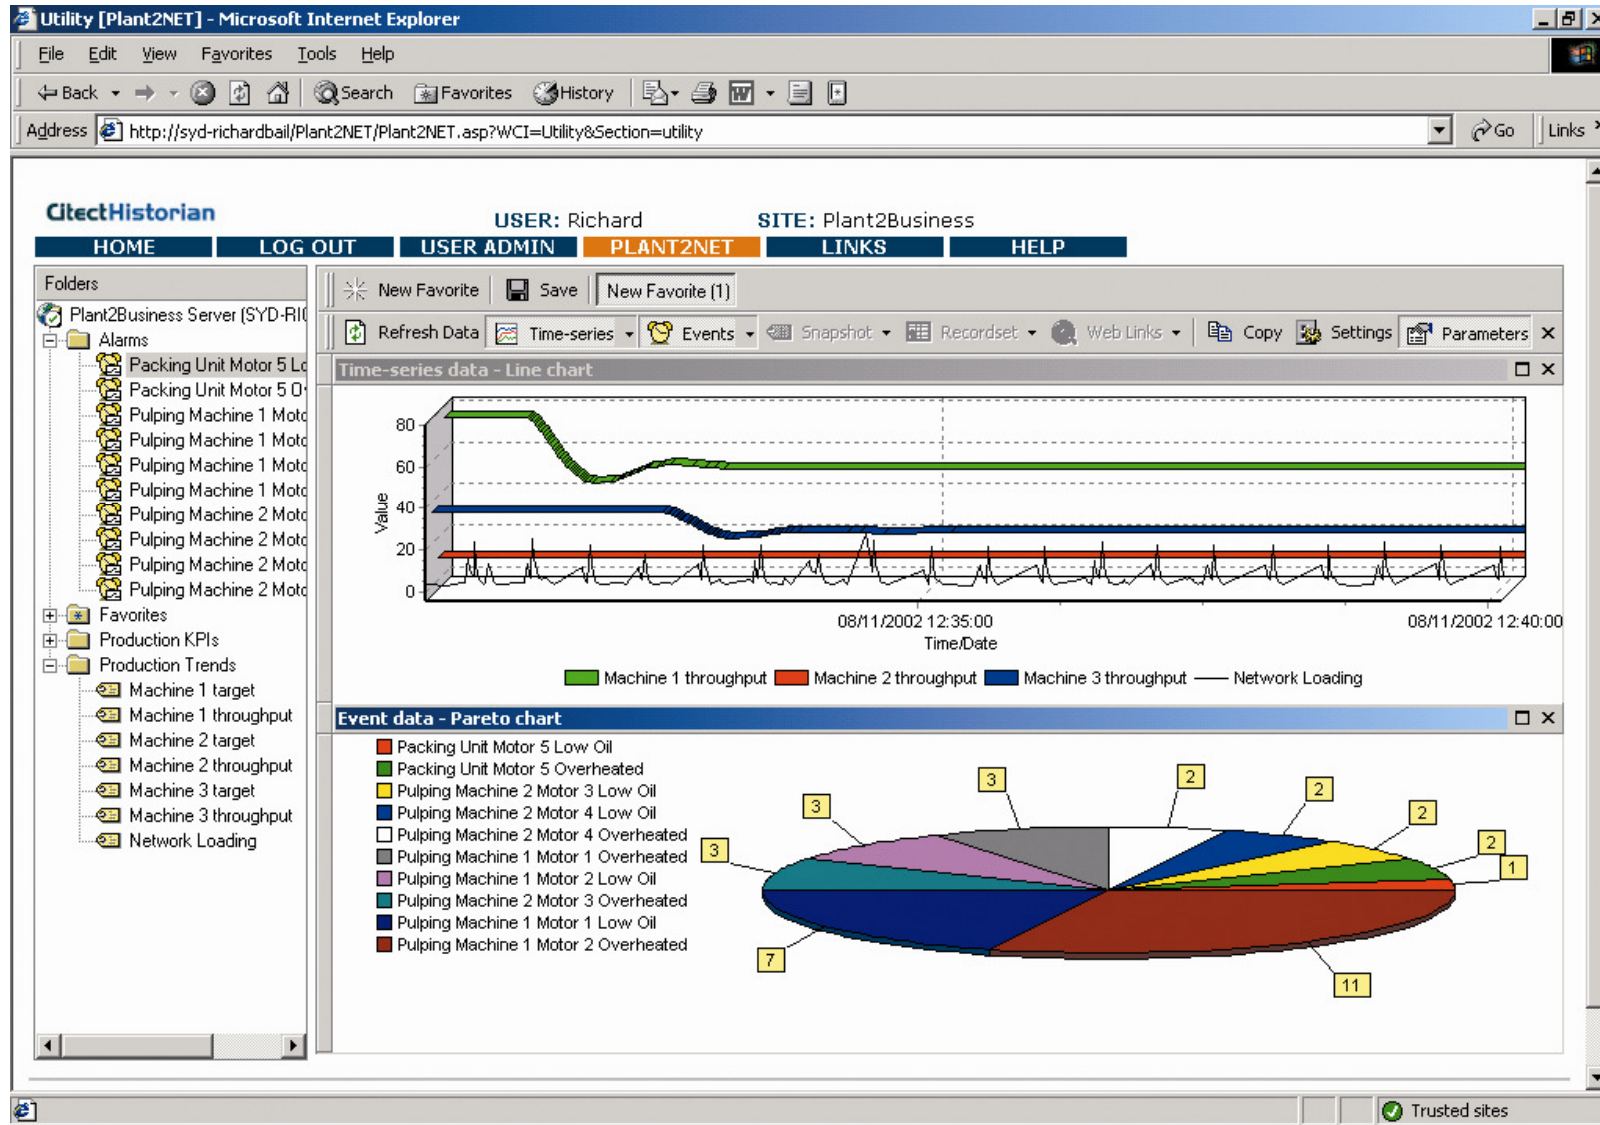 Utility [Plant2NET] - Microsoft Internet Explorer
File Edit View Favorites Tools Help
Back Search Favorites History
Address http://syd-richardbail/Plant2NET/Plant2NET.asp?WCI=Utility&Section=utility Go Links
CitectHistorian USER: Richard SITE: Plant2Business
HOME LOG OUT USER ADMIN PLANT2NET LINKS HELP
Folders
Plant2Business Server (SYD-RI
Alarms
Packing Unit Motor 5 Lo
Packing Unit Motor 5 O
Pulping Machine 1 Moto
Pulping Machine 1 Moto
Pulping Machine 1 Moto
Pulping Machine 1 Moto
Pulping Machine 2 Moto
Pulping Machine 2 Moto
Pulping Machine 2 Moto
Pulping Machine 2 Moto
Favorites
Production KPIs
Production Trends
Machine 1 target
Machine 1 throughput
Machine 2 target
Machine 2 throughput
Machine 3 target
Machine 3 throughput
Network Loading
New Favorite Save New Favorite (1)
Refresh Data Time-series Events Snapshot Recordset Web Links Copy Settings Parameters
Time-series data - Line chart
80
60
40
20
0
Value
08/11/2002 12:35:00 08/11/2002 12:40:00
Time/Date
Machine 1 throughput Machine 2 throughput Machine 3 throughput Network Loading
Event data - Pareto chart
Packing Unit Motor 5 Low Oil
Packing Unit Motor 5 Overheated
Pulping Machine 2 Motor 3 Low Oil
Pulping Machine 2 Motor 4 Low Oil
Pulping Machine 2 Motor 4 Overheated
Pulping Machine 1 Motor 1 Overheated
Pulping Machine 1 Motor 2 Low Oil
Pulping Machine 2 Motor 3 Overheated
Pulping Machine 1 Motor 1 Low Oil
Pulping Machine 1 Motor 2 Overheated
3
3
3
2
2
2
2
1
7
11
Trusted sites